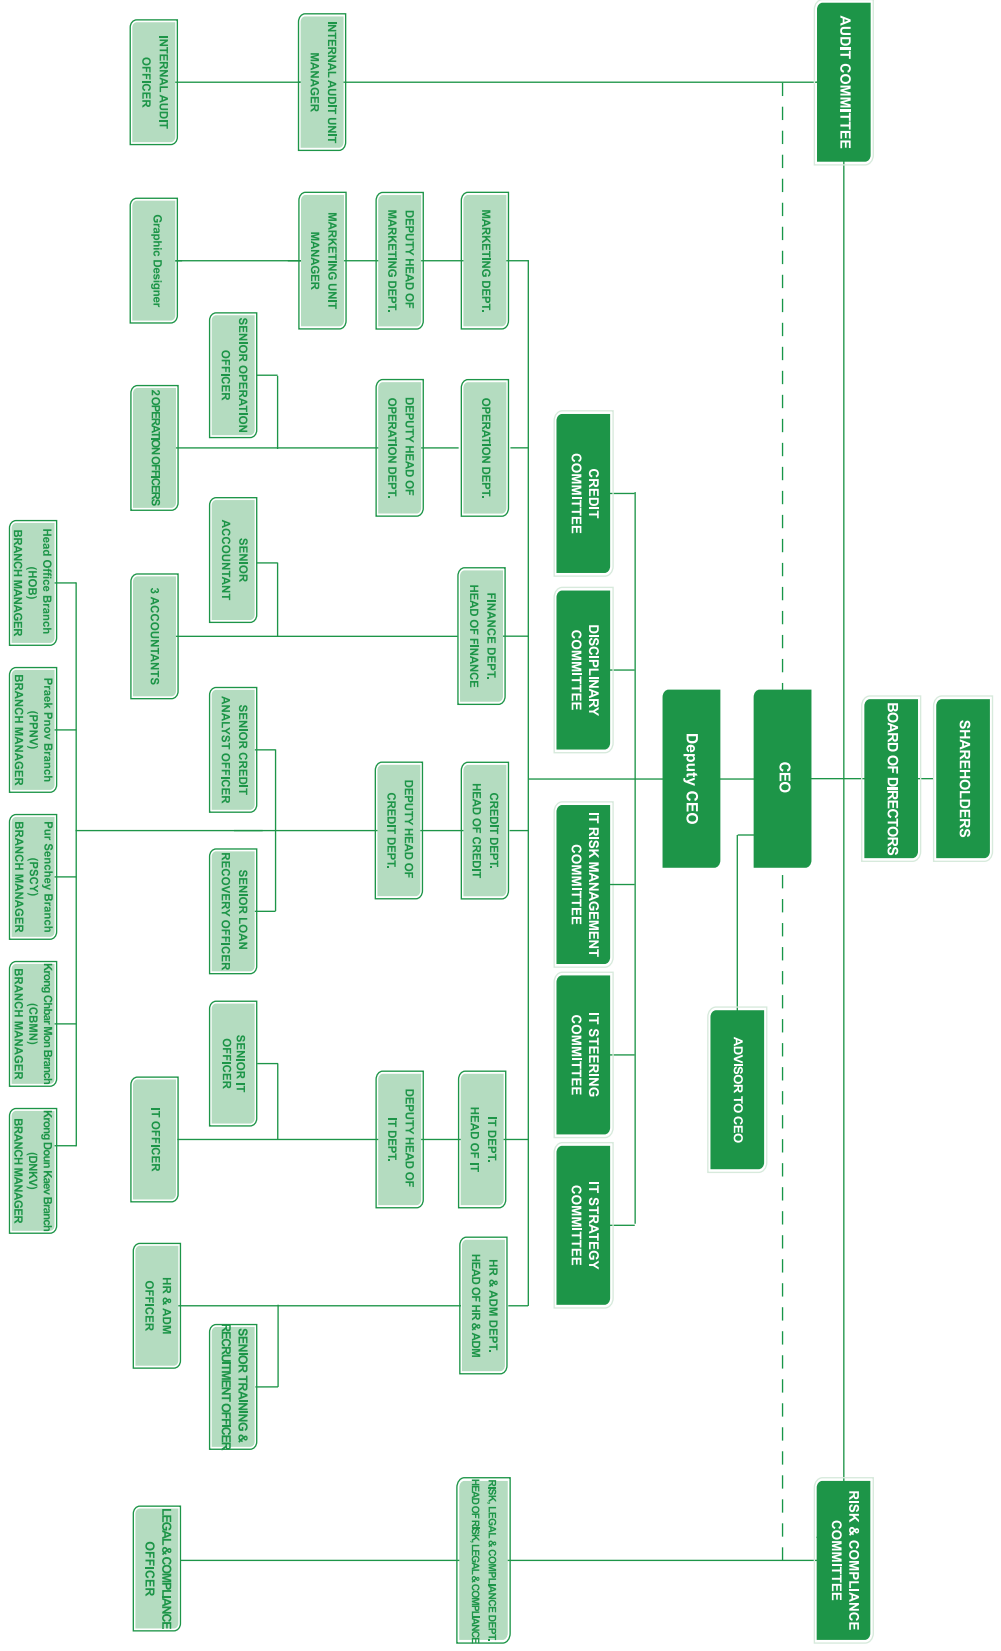 SHAREHOLDERS
BOARD OF DIRECTORS
AUDIT COMMITTEE
RISK & COMPLIANCE
COMMITTEE
CEO
ADVISOR TO CEO
Deputy CEO
CREDIT
COMMITTEE
DISCIPLINARY
COMMITTEE
IT RISK MANAGEMENT
COMMITTEE
IT STEERING
COMMITTEE
IT STRATEGY
COMMITTEE
MARKETING DEPT.
OPERATION DEPT.
FINANCE DEPT.
HEAD OF FINANCE
CREDIT DEPT.
HEAD OF CREDIT
IT DEPT.
HEAD OF IT
HR & ADM DEPT.
HEAD OF HR & ADM
RISK, LEGAL & COMPLIANCE DEPT.
HEAD OF RISK, LEGAL & COMPLIANCE
DEPUTY HEAD OF
MARKETING DEPT.
DEPUTY HEAD OF
OPERATION DEPT.
DEPUTY HEAD OF
CREDIT DEPT.
DEPUTY HEAD OF
IT DEPT.
INTERNAL AUDIT UNIT
MANAGER
MARKETING UNIT
MANAGER
SENIOR OPERATION
OFFICER
SENIOR
ACCOUNTANT
SENIOR CREDIT
ANALYST OFFICER
SENIOR LOAN
RECOVERY OFFICER
SENIOR IT
OFFICER
SENIOR TRAINING &
RECRUITMENT OFFICER
INTERNAL AUDIT
OFFICER
Graphic Designer
2 OPERATION OFFICERS
3 ACCOUNTANTS
IT OFFICER
HR & ADM
OFFICER
LEGAL & COMPLIANCE
OFFICER
Head Office Branch
(HOB)
BRANCH MANAGER
Praek Pnov Branch
(PPNV)
BRANCH MANAGER
Pur Senchey Branch
(PSCY)
BRANCH MANAGER
Krong Chbar Mon Branch
(CBMN)
BRANCH MANAGER
Krong Doun Kaev Branch
(DNKV)
BRANCH MANAGER